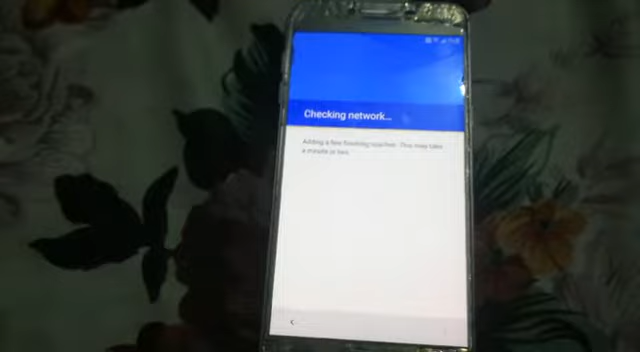 Checking network...
Adding a few finishing touches. This may take
a minute or two.